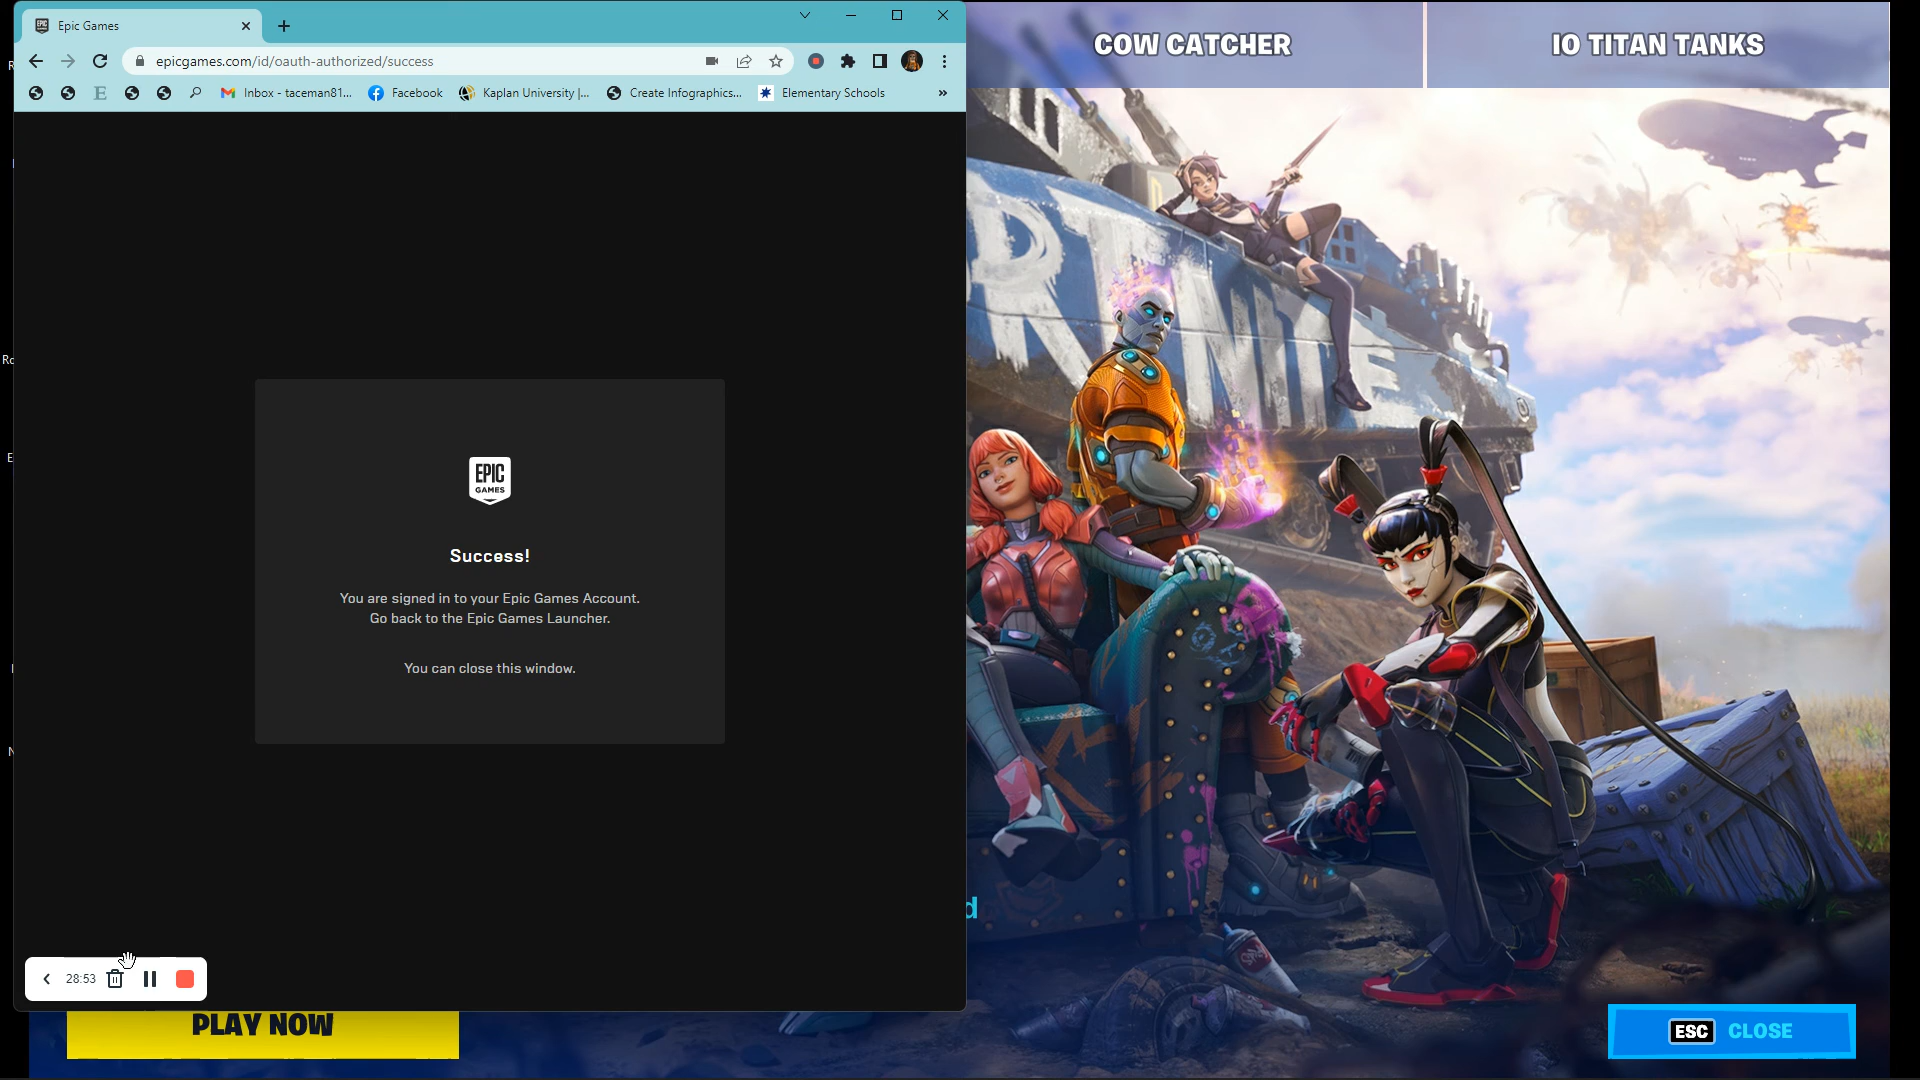 Epic Games
epicgames.com/id/oauth-authorized/success
Inbox - taceman81...
Facebook
Kaplan University |...
Create Infographics...
Elementary Schools
»
COW CATCHER
IO TITAN TANKS
EPIC
GAMES
Success!
You are signed in to your Epic Games Account.
Go back to the Epic Games Launcher.
You can close this window.
28:53
PLAY NOW
ESC CLOSE
RTNITE
d